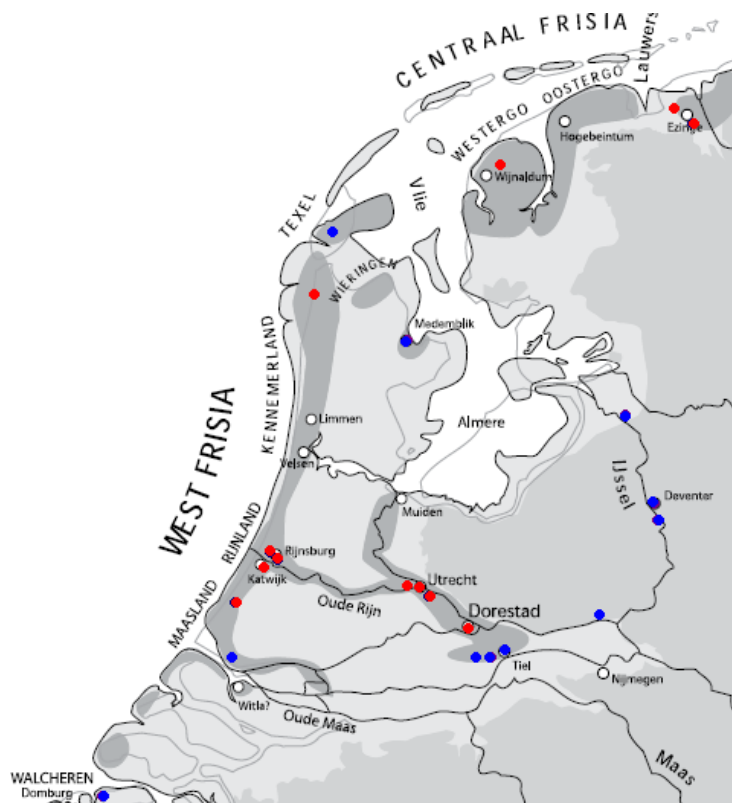 CENTRAAL FRISIA
Lauwers
WESTERGO OOSTERGO
Hogebeintum
Ezinge
Wijnaldum
Vlie
TEXEL
WIERINGEN
Medemblik
KENNEMERLAND
Limmen
Almere
WEST FRISIA
Velsen
IJssel
Deventer
Muiden
RIJNLAND
Rijnsburg
Katwijk
Utrecht
MAASLAND
Oude Rijn
Dorestad
Tiel
Nijmegen
Witla?
Oude Maas
Maas
WALCHEREN
Domburg